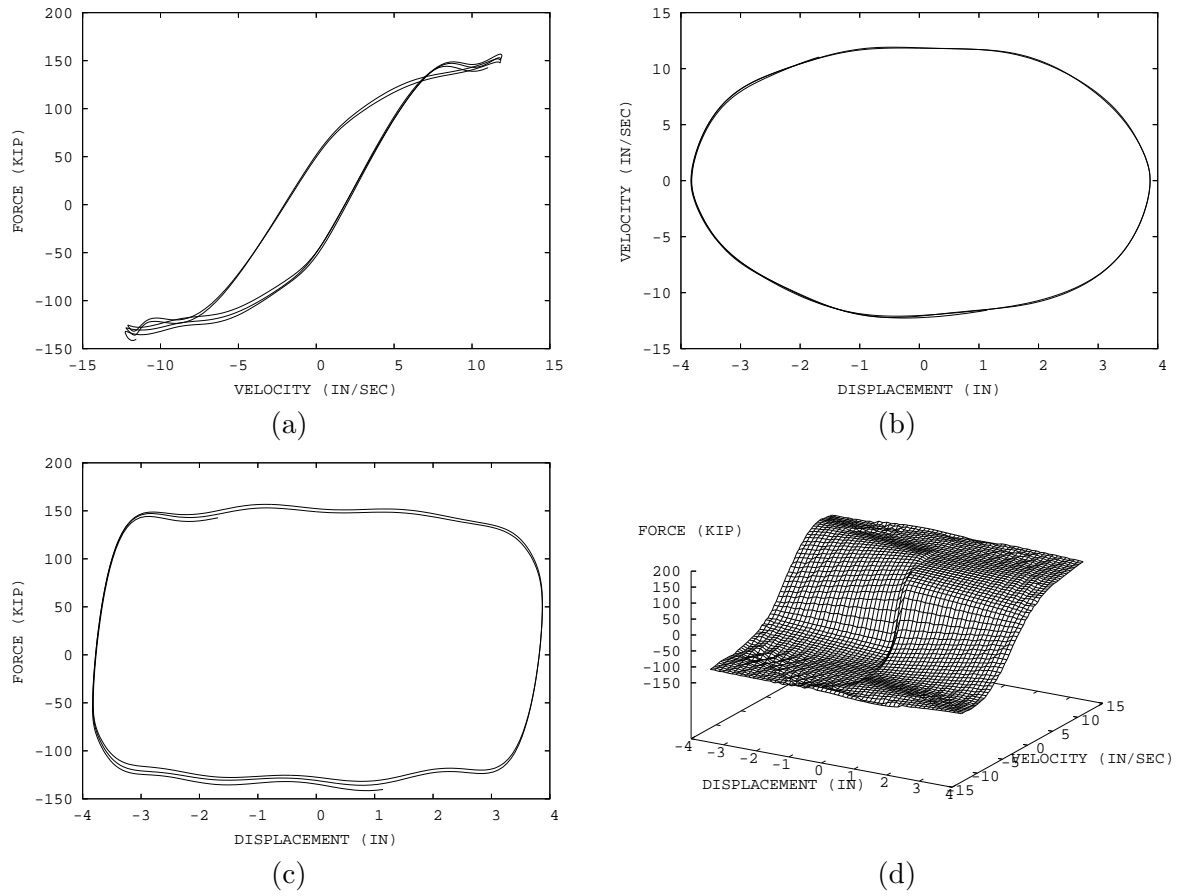 200
150
100
50
0
-50
-100
-150
FORCE (KIP)
-15 -10 -5 0 5 10 15
VELOCITY (IN/SEC)
(a)
15
10
5
0
-5
-10
-15
VELOCITY (IN/SEC)
-4 -3 -2 -1 0 1 2 3 4
DISPLACEMENT (IN)
(b)
200
150
100
50
0
-50
-100
-150
FORCE (KIP)
-4 -3 -2 -1 0 1 2 3 4
DISPLACEMENT (IN)
(c)
FORCE (KIP)
200
150
100
50
0
-50
-100
-150
-4 -3 -2 -1 0 1 2 3 4
DISPLACEMENT (IN)
-15 -10 -5 0 5 10 15
VELOCITY (IN/SEC)
(d)